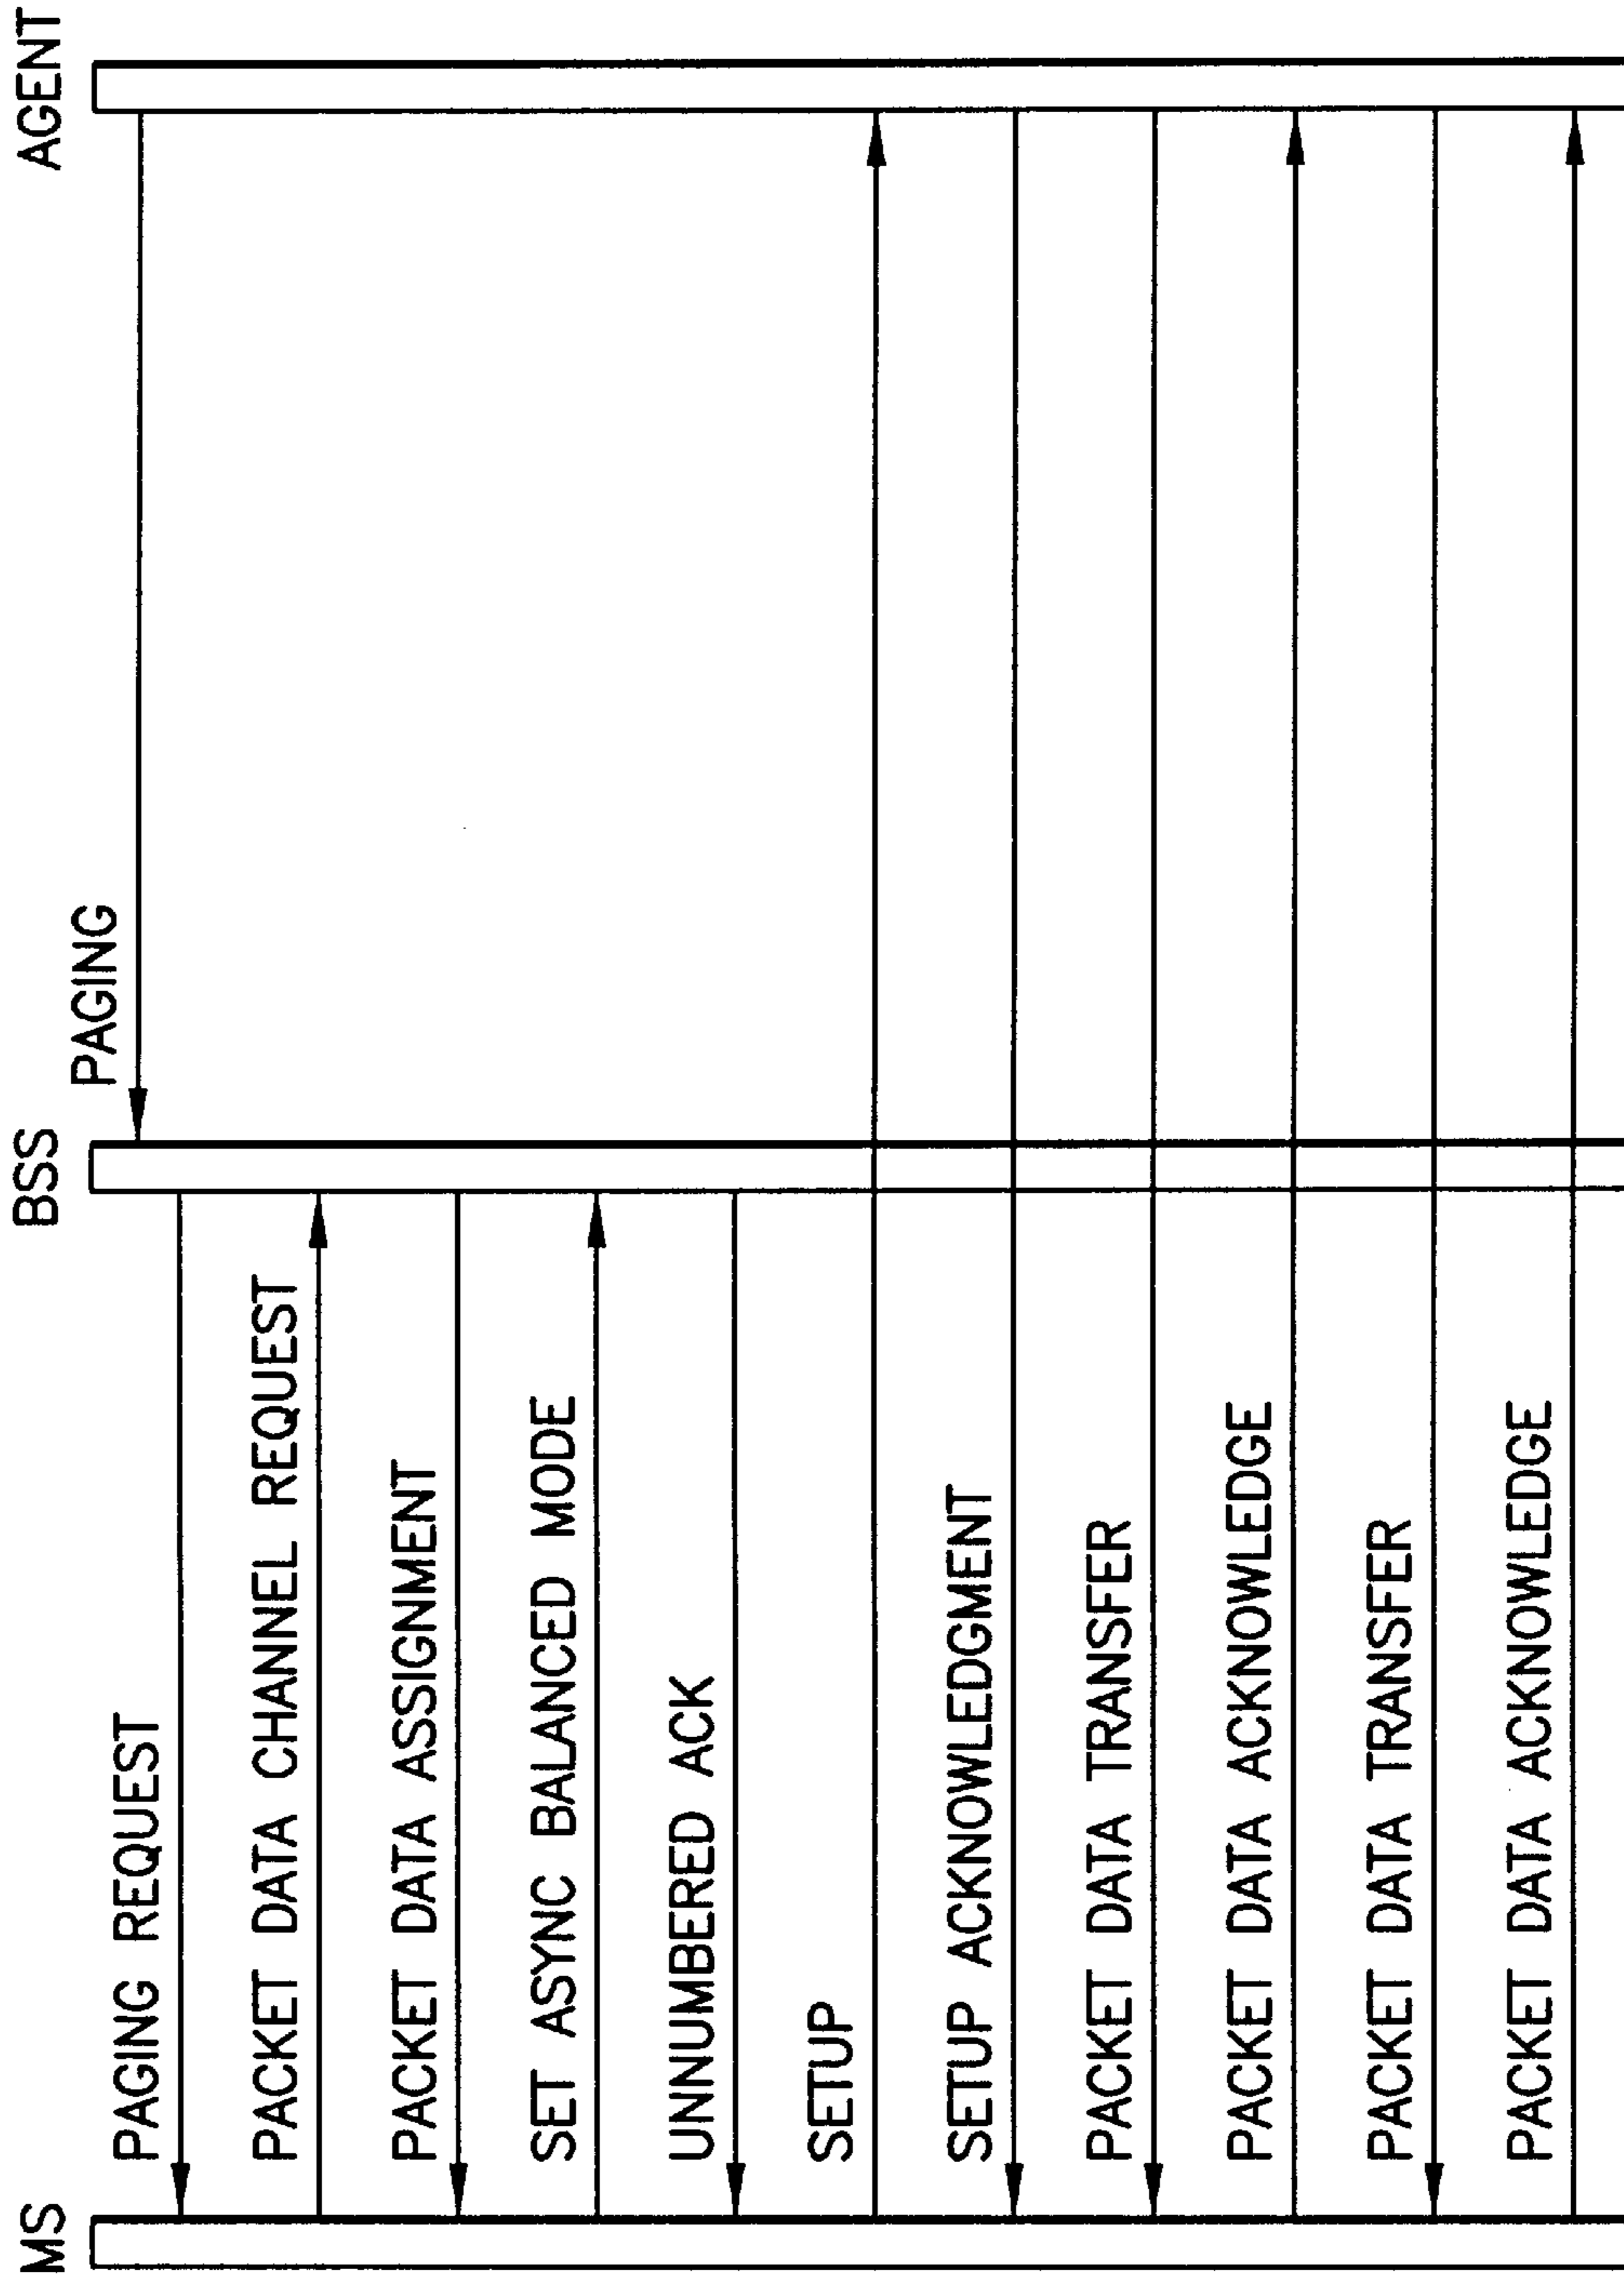 MS
BSS
AGENT
PAGING
PAGING REQUEST
PACKET DATA CHANNEL REQUEST
PACKET DATA ASSIGNMENT
SET ASYNC BALANCED MODE
UNNUMBERED ACK
SETUP
SETUP ACKNOWLEDGMENT
PACKET DATA TRANSFER
PACKET DATA ACKNOWLEDGE
PACKET DATA TRANSFER
PACKET DATA ACKNOWLEDGE